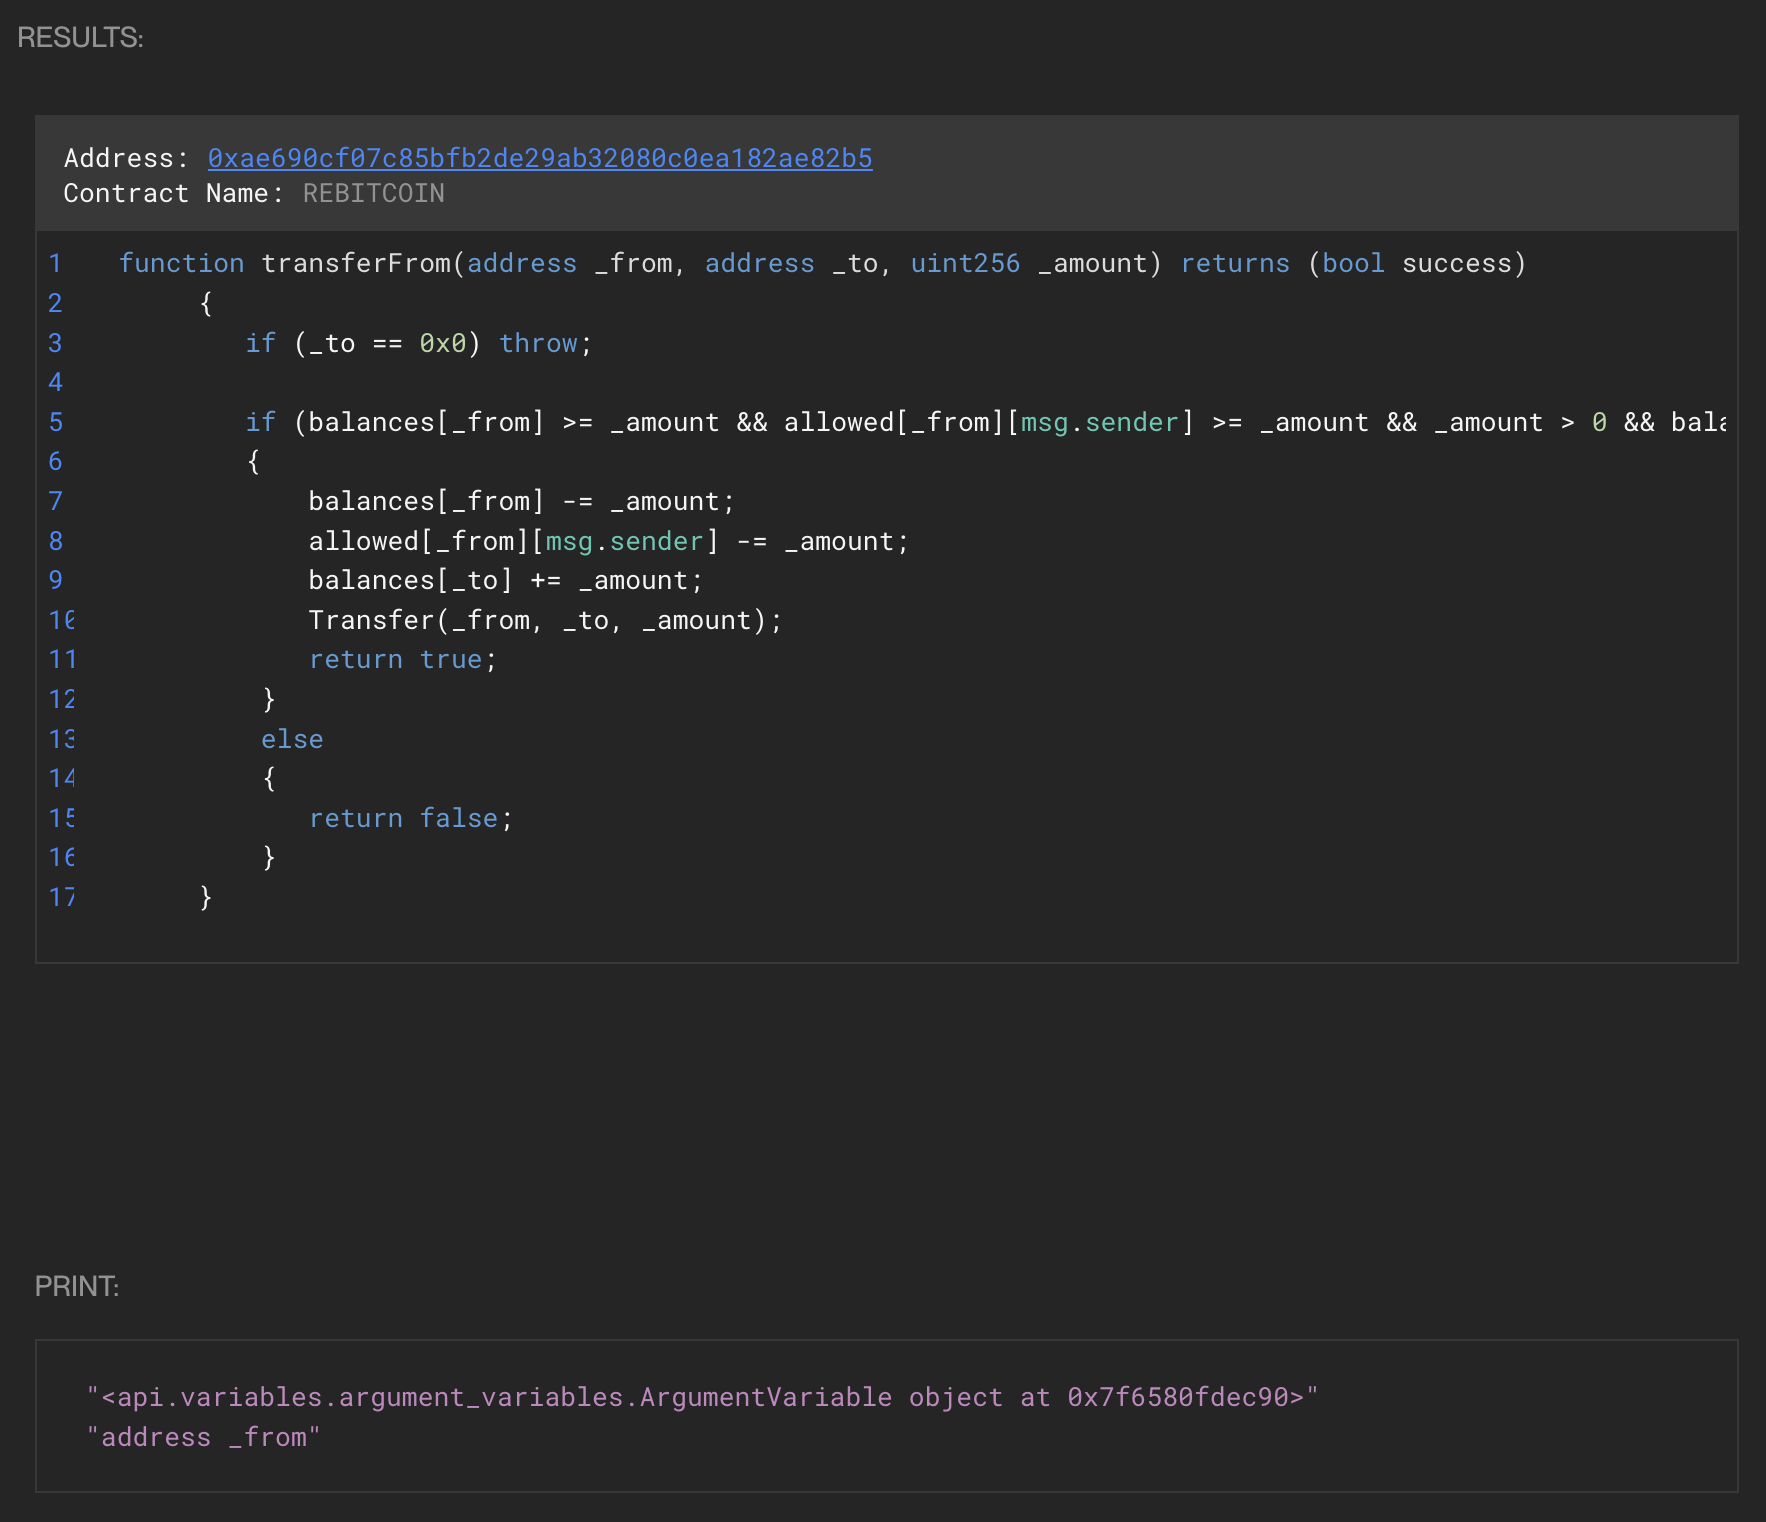 RESULTS:
Address: 0xae690cf07c85bfb2de29ab32080c0ea182ae82b5
Contract Name: REBITCOIN
1 function transferFrom(address _from, address _to, uint256 _amount) returns (bool success)
2 {
3 if (_to == 0x0) throw;
4
5 if (balances[_from] >= _amount && allowed[_from][msg.sender] >= _amount && _amount > 0 && bala
6 {
7 balances[_from] -= _amount;
8 allowed[_from][msg.sender] -= _amount;
9 balances[_to] += _amount;
10 Transfer(_from, _to, _amount);
11 return true;
12 }
13 else
14 {
15 return false;
16 }
17 }
PRINT:
"<api.variables.argument_variables.ArgumentVariable object at 0x7f6580fdec90>"
"address _from"